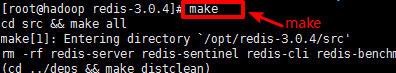 [root@hadoop redis-3.0.4]# make
make
cd src && make all
make[1]: Entering directory `/opt/redis-3.0.4/src'
rm -rf redis-server redis-sentinel redis-cli redis-benchm
(cd ../deps && make distclean)